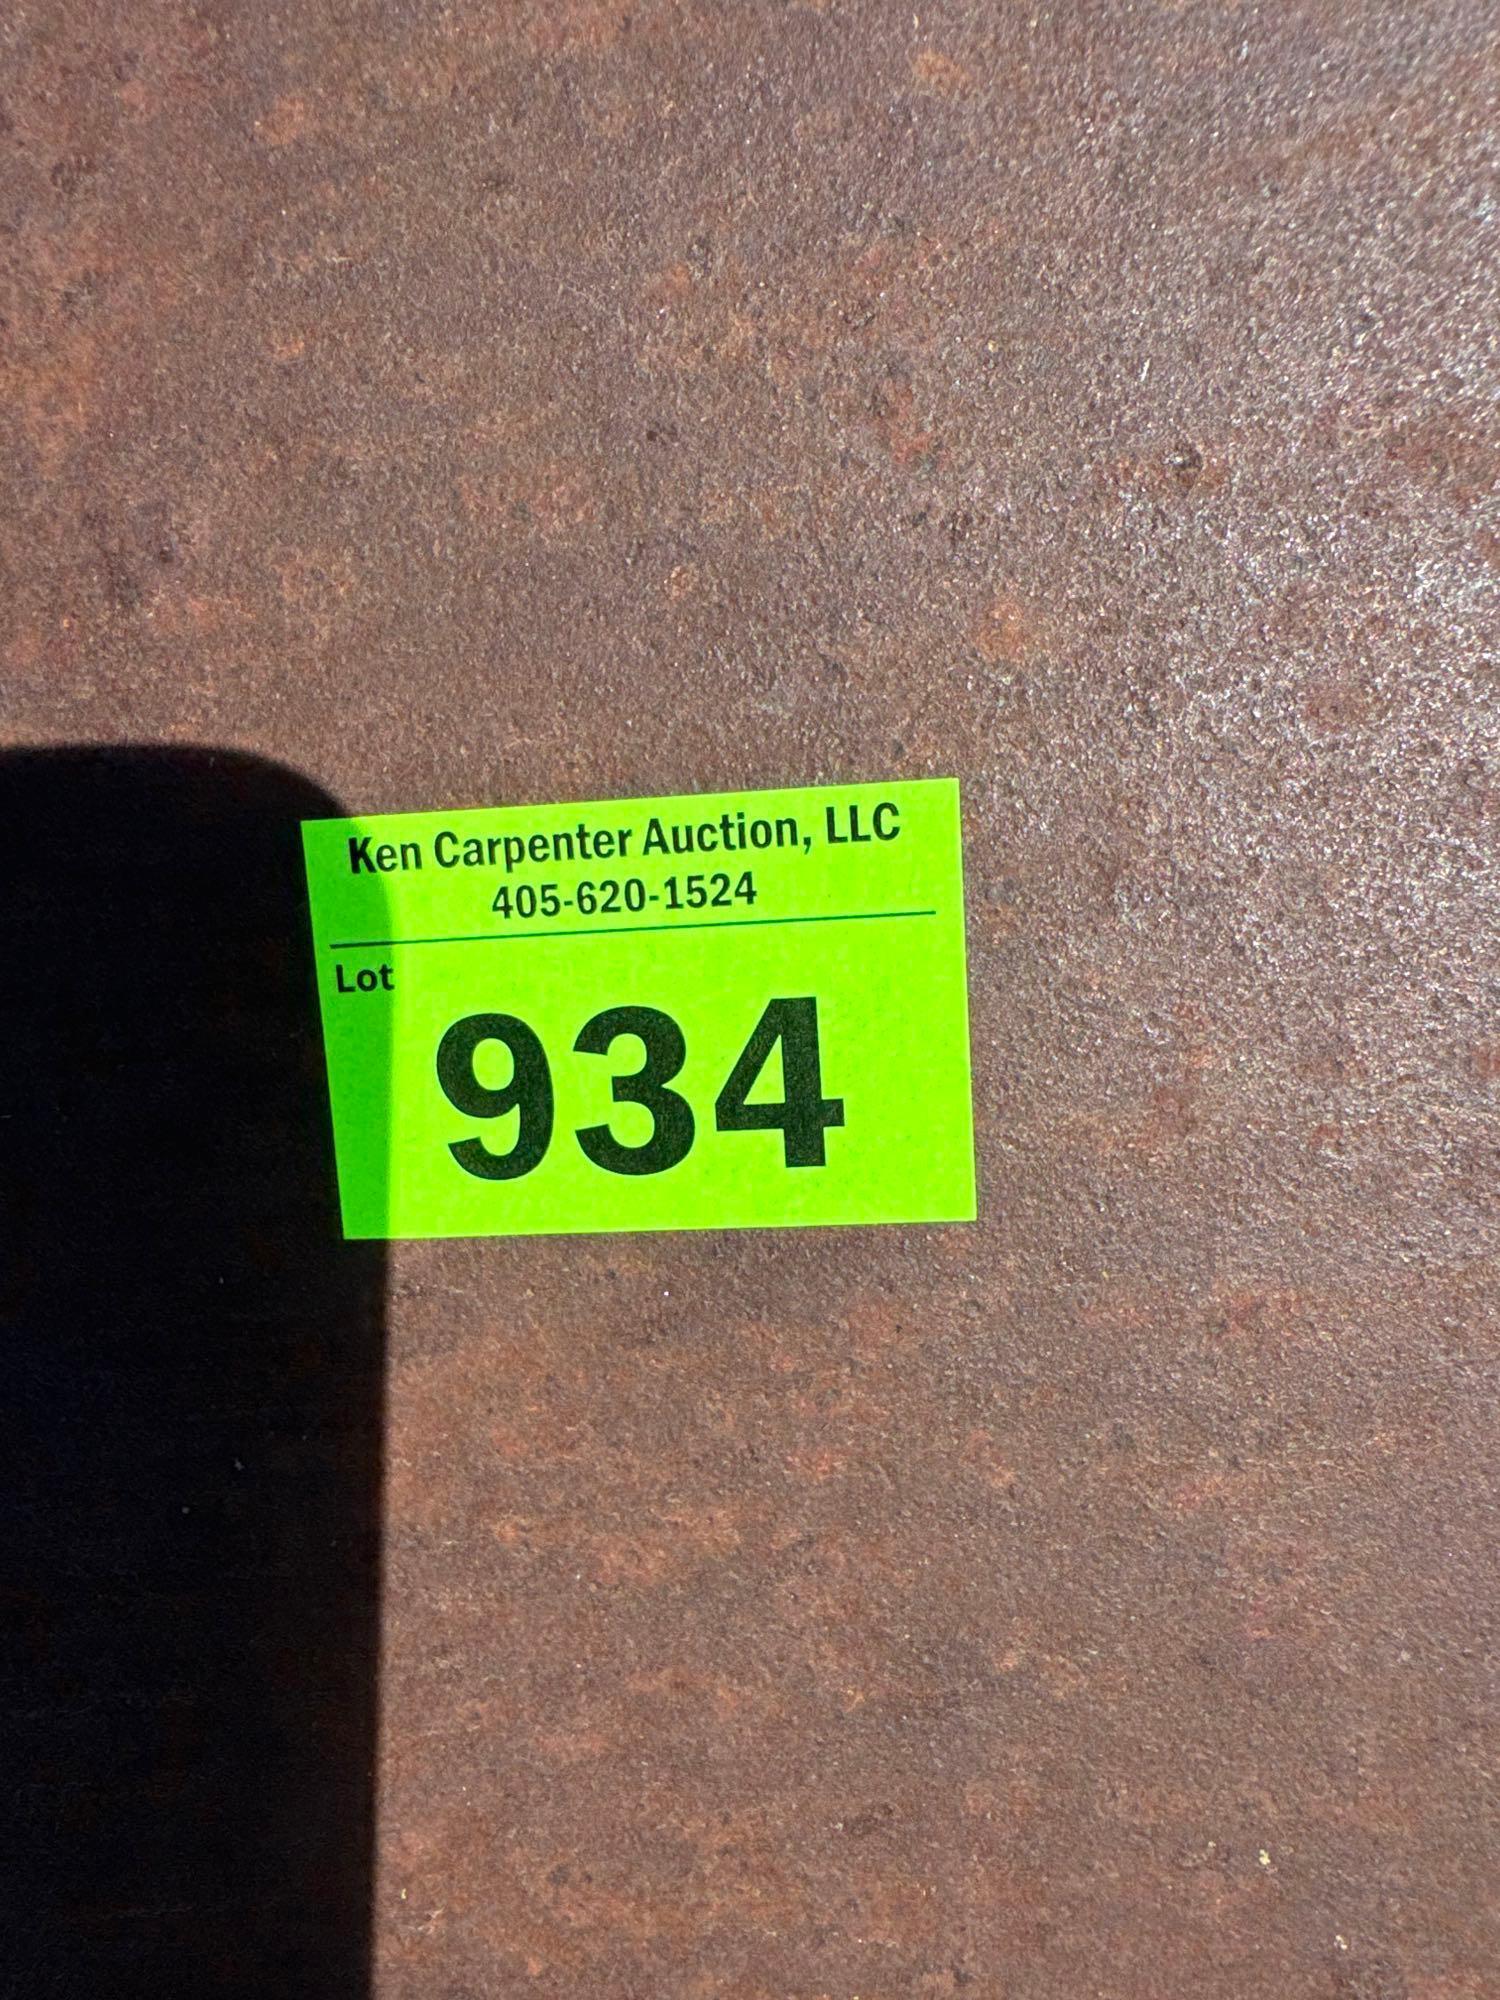 Ken Carpenter Auction, LLC
405-620-1524
Lot
934